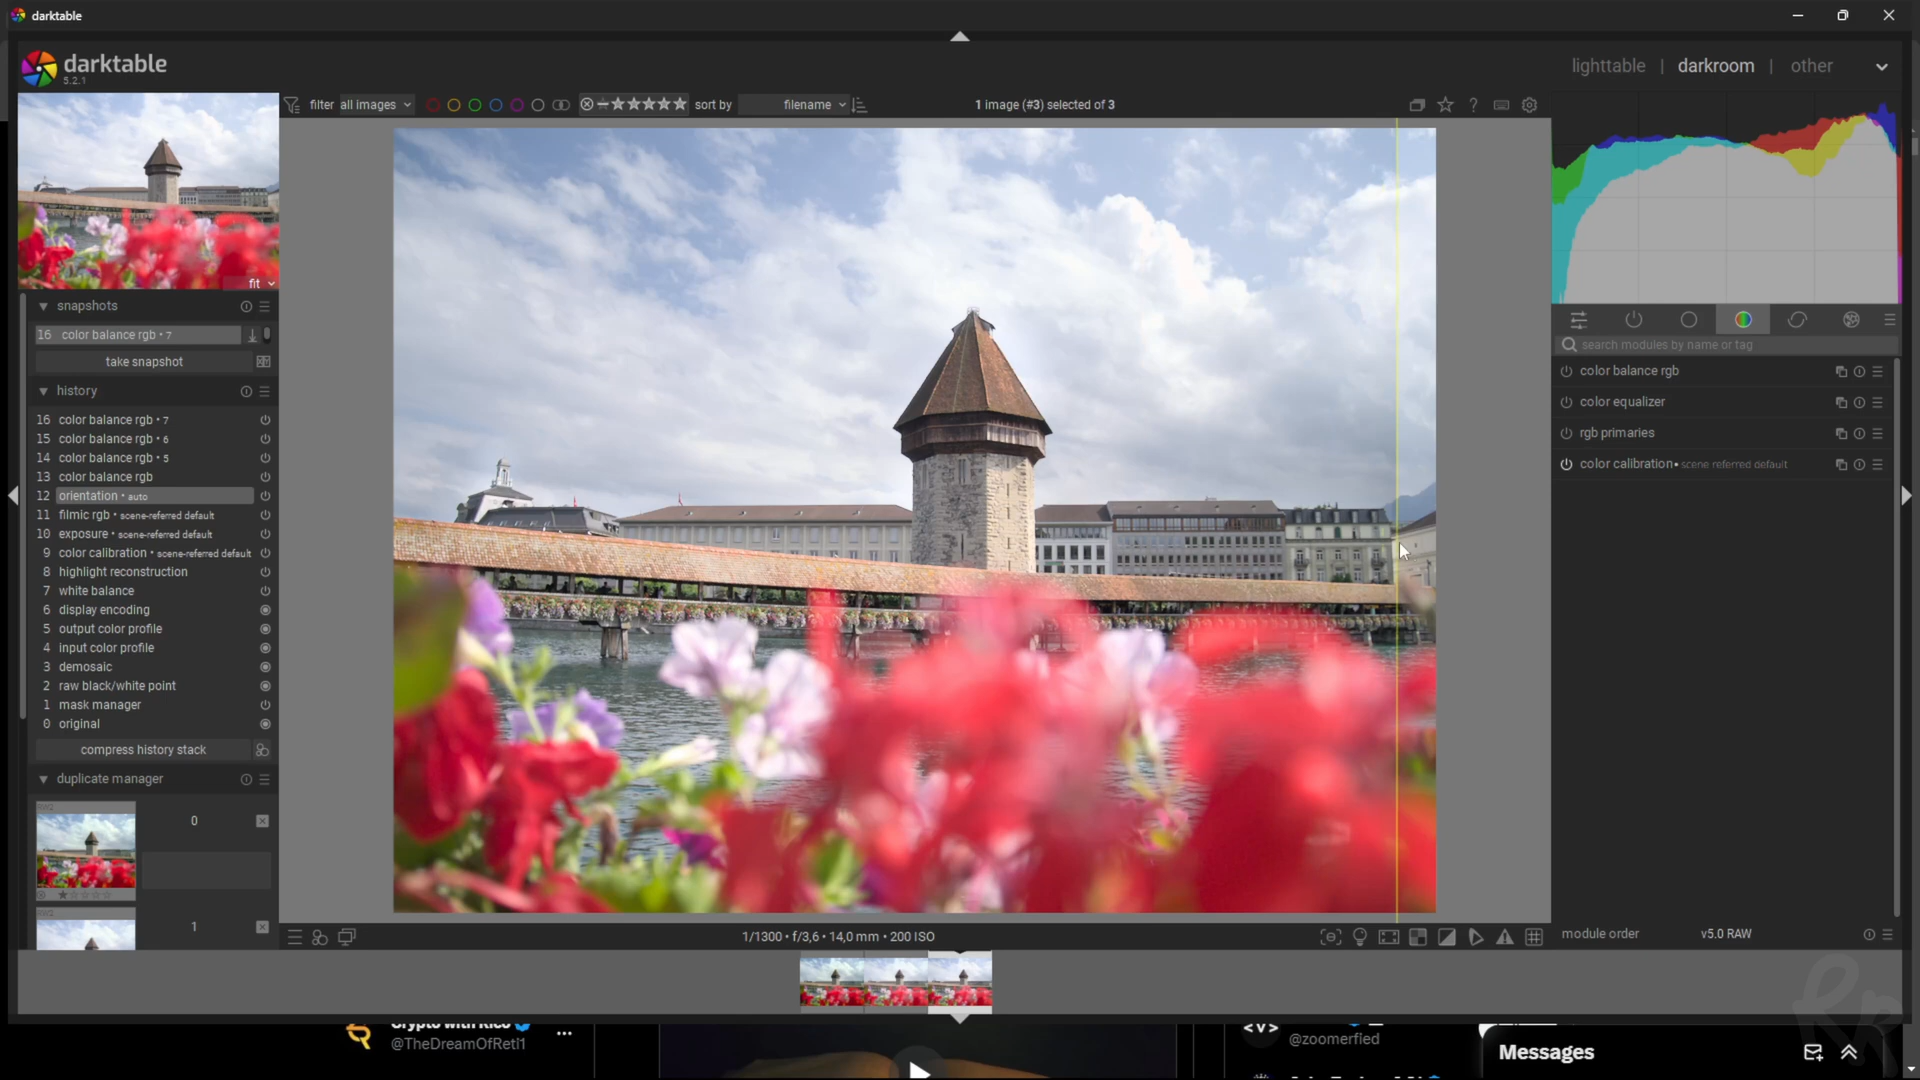 darktable
darktable
5.2.1
lighttable | darkroom | other
filter all images
sort by filename
1 image (#3) selected of 3
?
fit
snapshots
16 color balance rgb • 7
take snapshot
history
16 color balance rgb • 7
15 color balance rgb • 6
14 color balance rgb • 5
13 color balance rgb
12 orientation • auto
11 filmic rgb • scene-referred default
10 exposure • scene-referred default
9 color calibration • scene-referred default
8 highlight reconstruction
7 white balance
6 display encoding
5 output color profile
4 input color profile
3 demosaic
2 raw black/white point
1 mask manager
0 original
compress history stack
duplicate manager
RW2
0
RW2
1
search modules by name or tag
color balance rgb
color equalizer
rgb primaries
color calibration • scene referred default
1/1300 • f/3,6 • 14,0 mm • 200 ISO
module order v5.0 RAW
Crypto with Rico
@TheDreamOfReti1
<V>
@zoomerfied
Messages